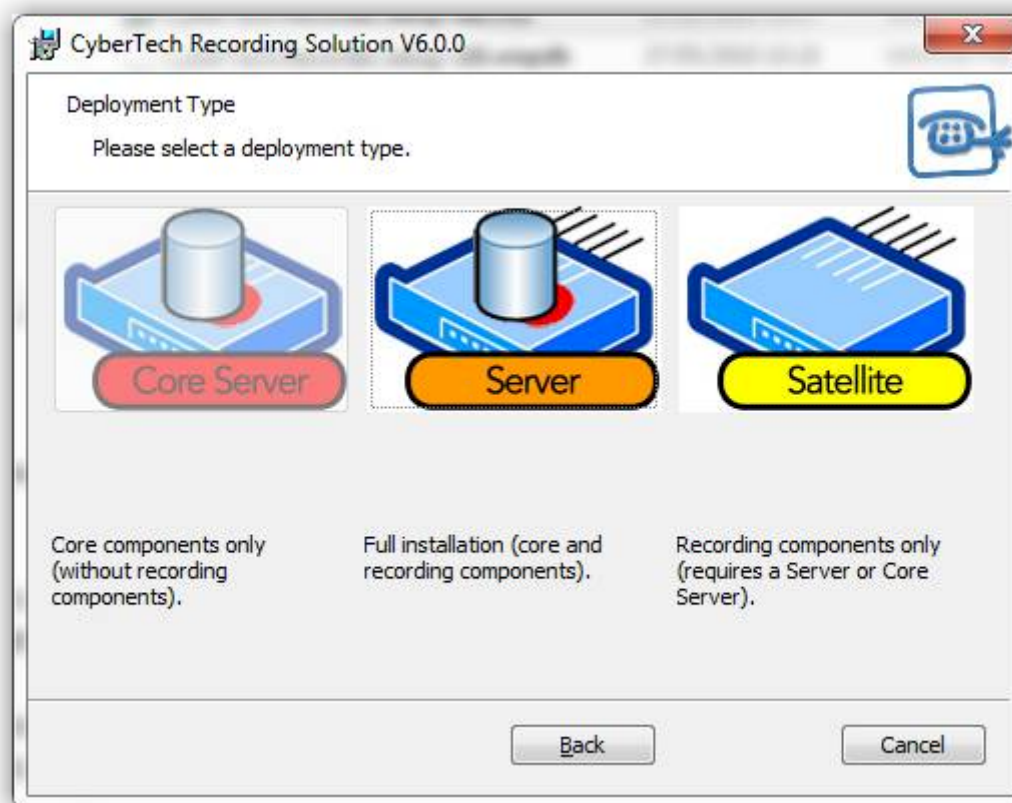 CyberTech Recording Solution V6.0.0
Deployment Type
Please select a deployment type.
Core Server
Server
Satellite
Core components only
(without recording
components).
Full installation (core and
recording components).
Recording components only
(requires a Server or Core
Server).
Back
Cancel